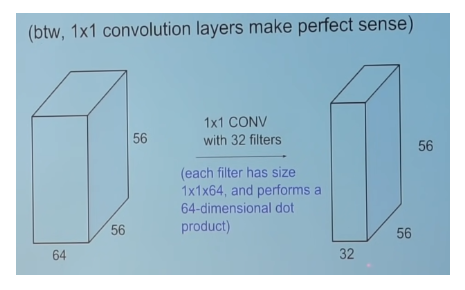 (btw, 1x1 convolution layers make perfect sense)
1x1 CONV
with 32 filters
(each filter has size
1x1x64, and performs a
64-dimensional dot
product)
56
56
64
56
56
32